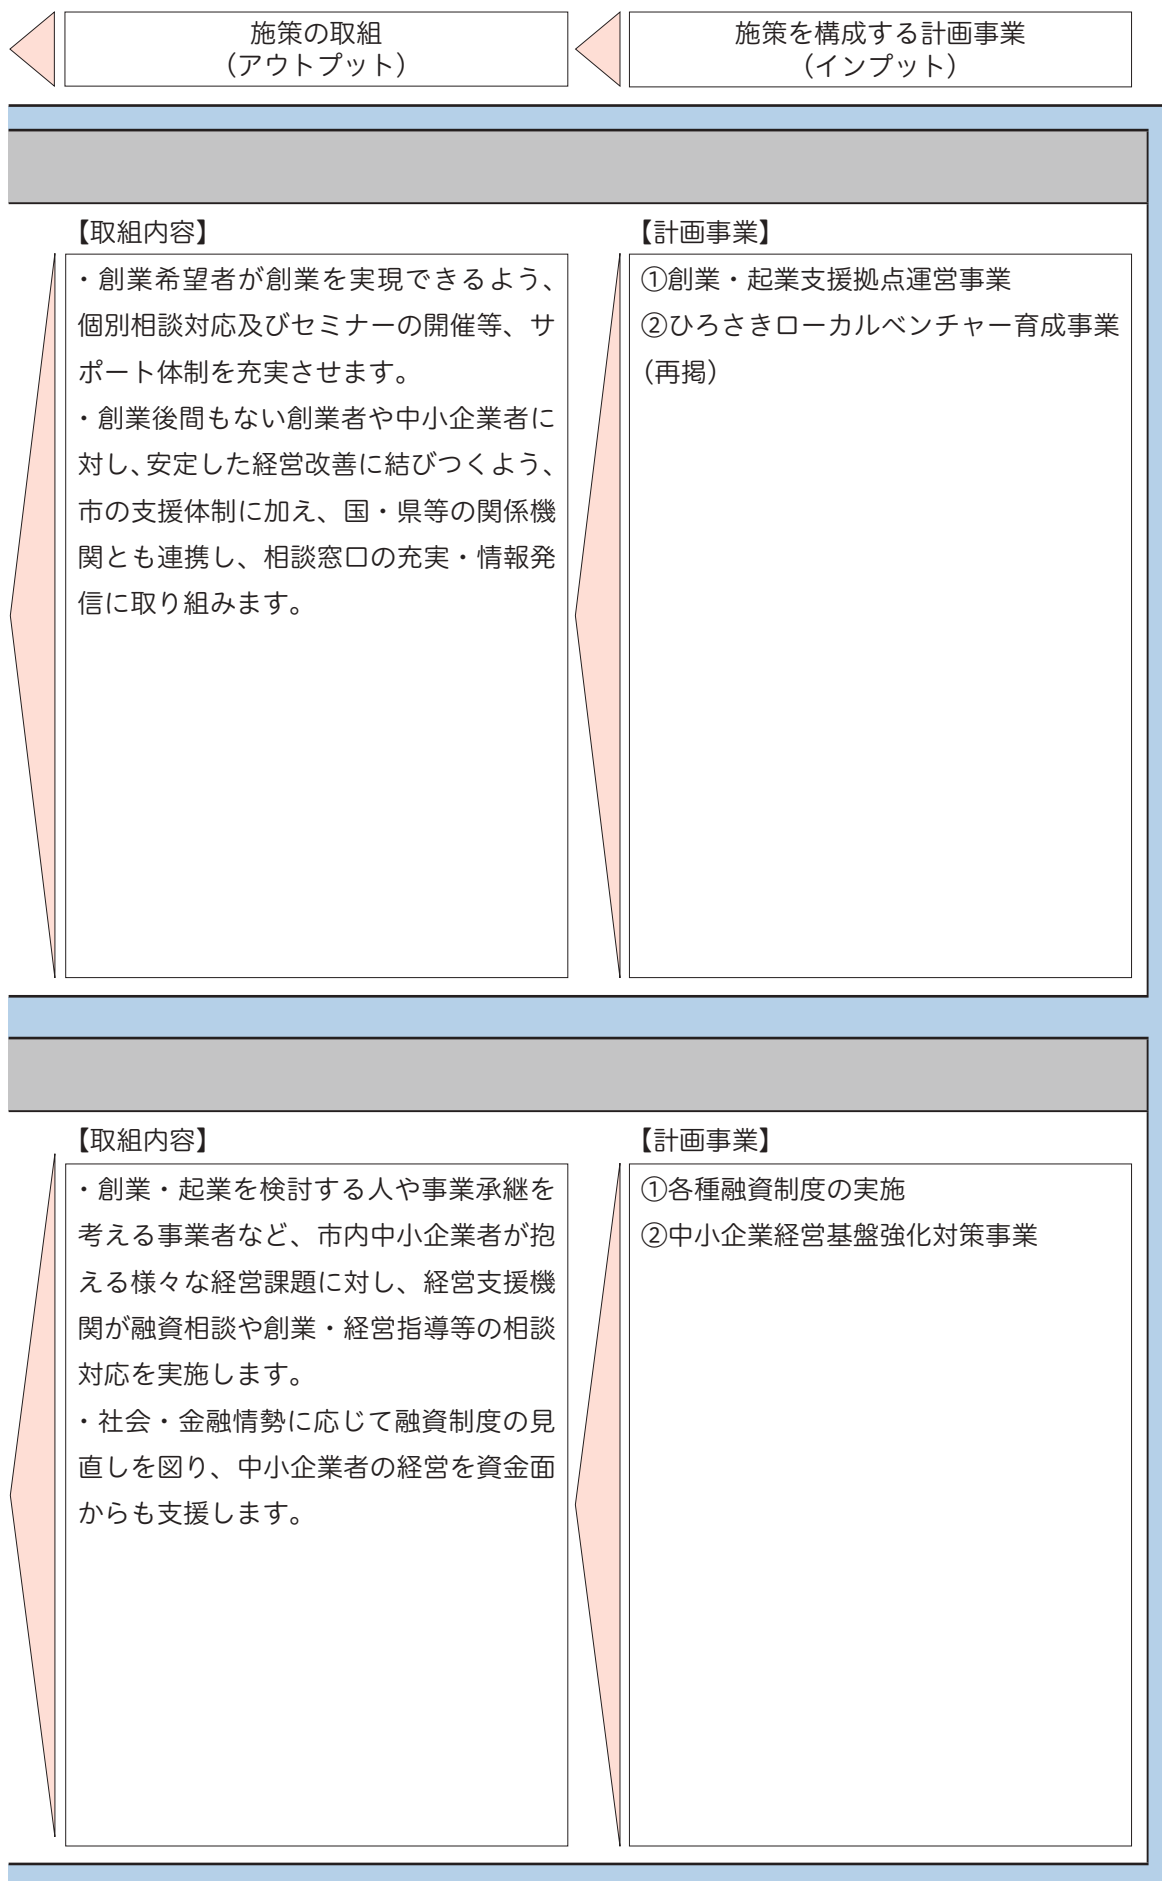 施策の取組
（アウトプット）
施策を構成する計画事業
（インプット）
【取組内容】
・創業希望者が創業を実現できるよう、
個別相談対応及びセミナーの開催等、サ
ポート体制を充実させます。
・創業後間もない創業者や中小企業者に
対し、安定した経営改善に結びつくよう、
市の支援体制に加え、国・県等の関係機
関とも連携し、相談窓口の充実・情報発
信に取り組みます。
【計画事業】
①創業・起業支援拠点運営事業
②ひろさきローカルベンチャー育成事業
（再掲）
【取組内容】
・創業・起業を検討する人や事業承継を
考える事業者など、市内中小企業者が抱
える様々な経営課題に対し、経営支援機
関が融資相談や創業・経営指導等の相談
対応を実施します。
・社会・金融情勢に応じて融資制度の見
直しを図り、中小企業者の経営を資金面
からも支援します。
【計画事業】
①各種融資制度の実施
②中小企業経営基盤強化対策事業